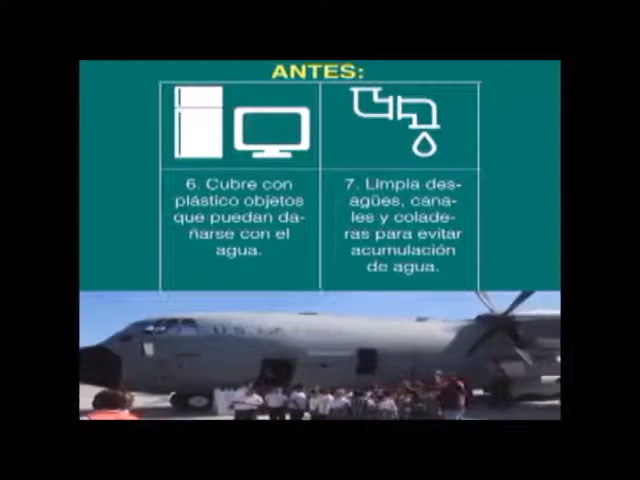 ANTES:
6. Cubre con
plástico objetos
que puedan da-
ñarse con el
agua.
7. Limpia des-
agües, cana-
les y colade-
ras para evitar
acumulación
de agua.